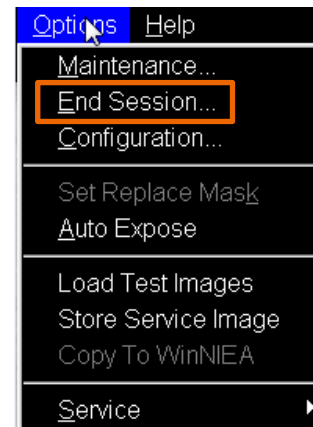 Options Help
Maintenance...
End Session...
Configuration...
Set Replace Mask
Auto Expose
Load Test Images
Store Service Image
Copy To WinNIEA
Service